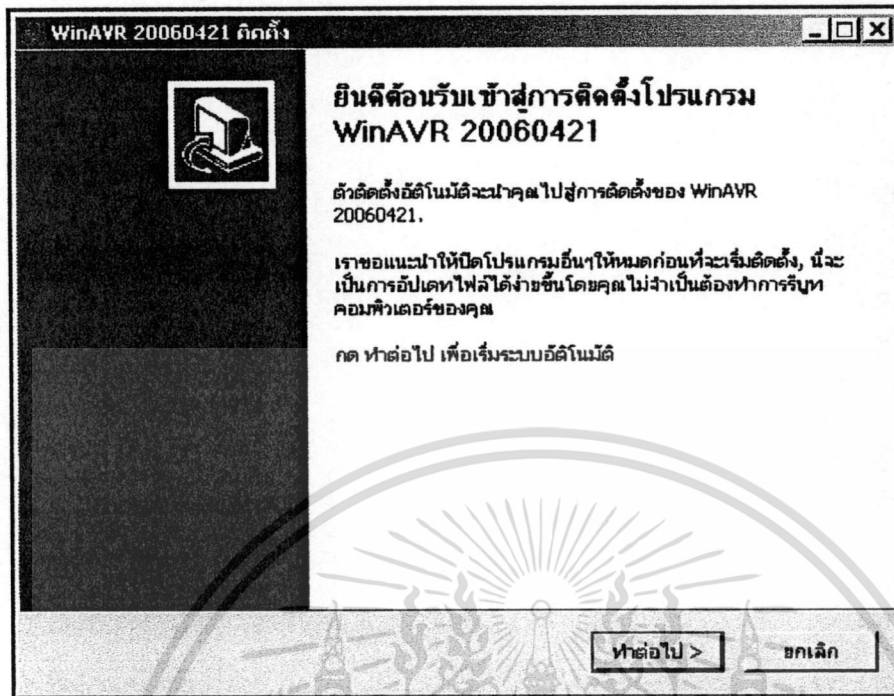 WinAVR 20060421 ติดตั้ง
ยินดีต้อนรับเข้าสู่การติดตั้งโปรแกรม
WinAVR 20060421
ตัวติดตั้งอัติโนมัติจะนำคุณไปสู่การติดตั้งของ WinAVR
20060421.
เราขอแนะนำให้ปิดโปรแกรมอื่นๆให้หมดก่อนที่จะเริ่มติดตั้ง, นี่จะ
เป็นการอัปเดทไฟล์ได้ง่ายขึ้นโดยคุณไม่จำเป็นต้องทำการรีบูท
คอมพิวเตอร์ของคุณ
กด ทำต่อไป เพื่อเริ่มระบบอัติโนมัติ
ทำต่อไป >
ยกเลิก